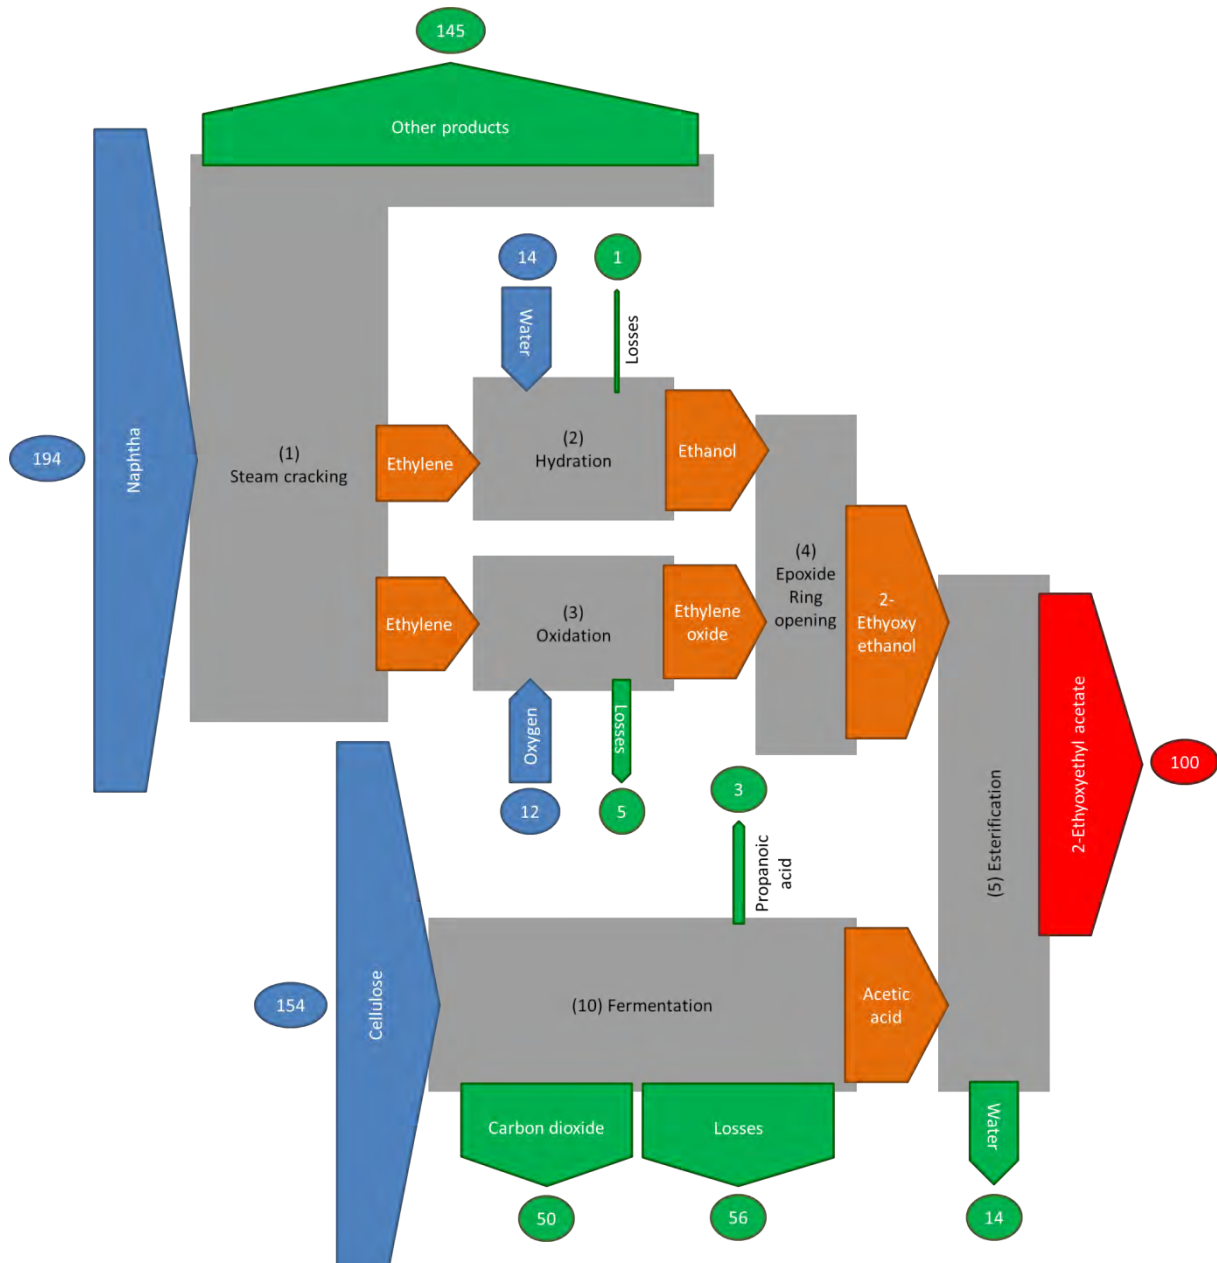 145
Other products
14
1
Water
Losses
194
Naphtha
(1)
Steam cracking
Ethylene
(2)
Hydration
Ethanol
Ethylene
(3)
Oxidation
Ethylene
oxide
(4)
Epoxide
Ring
opening
2-
Ethyoxy
ethanol
Oxygen
Losses
12
5
3
Propanoic
acid
(5) Esterification
2-Ethyoxyethyl acetate
100
154
Cellulose
(10) Fermentation
Acetic
acid
Carbon dioxide
Losses
Water
50
56
14